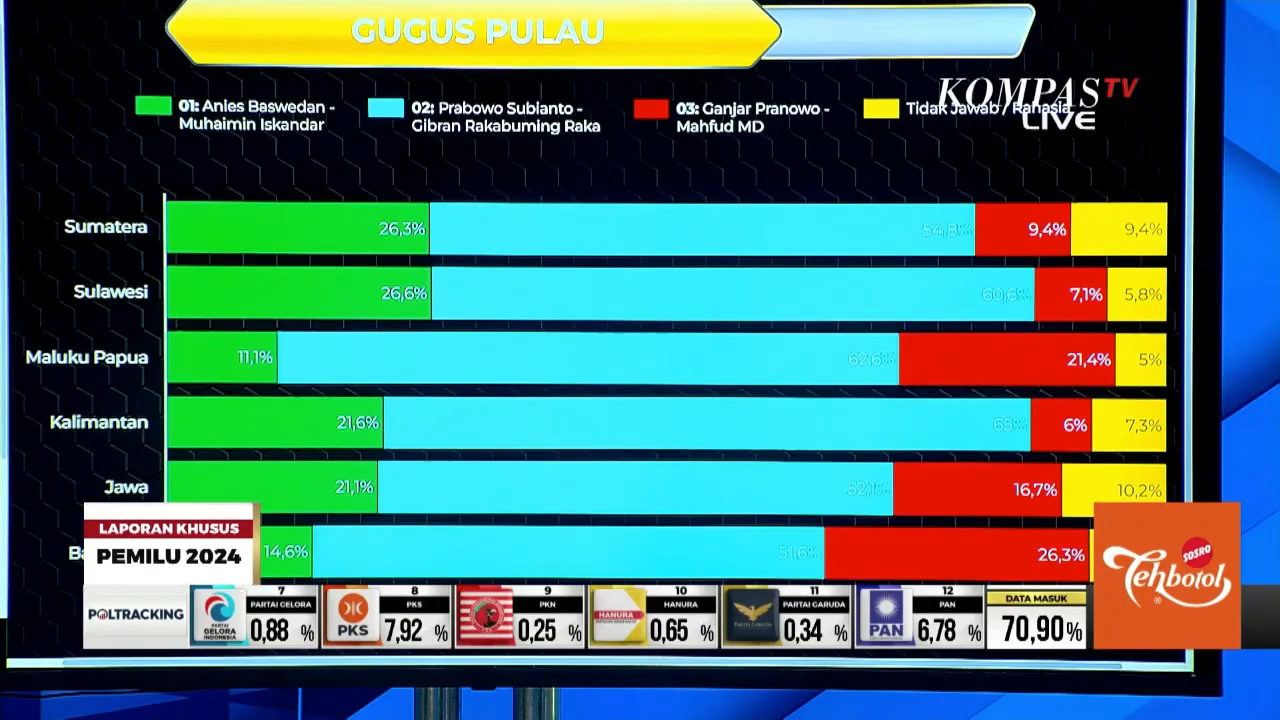 GUGUS PULAU
KOMPAS TV
LIVE
01: Anies Baswedan -
Muhaimin Iskandar
02: Prabowo Subianto -
Gibran Rakabuming Raka
03: Ganjar Pranowo -
Mahfud MD
Tidak Jawab / Rahasia
Sumatera 26,3% 54,8% 9,4% 9,4%
Sulawesi 26,6% 60,6% 7,1% 5,8%
Maluku Papua 11,1% 62,6% 21,4% 5%
Kalimantan 21,6% 65% 6% 7,3%
Jawa 21,1% 52,1% 16,7% 10,2%
14,6% 51,6% 26,3%
LAPORAN KHUSUS
PEMILU 2024
SOSRO
Tehbotol
POLTRACKING
PARTAI
GELORA
INDONESIA
7
PARTAI GELORA
0,88 %
PKS
8
PKS
7,92 %
9
PKN
0,25 %
HANURA
10
HANURA
0,65 %
11
PARTAI GARUDA
0,34 %
PAN
12
PAN
6,78 %
DATA MASUK
70,90%